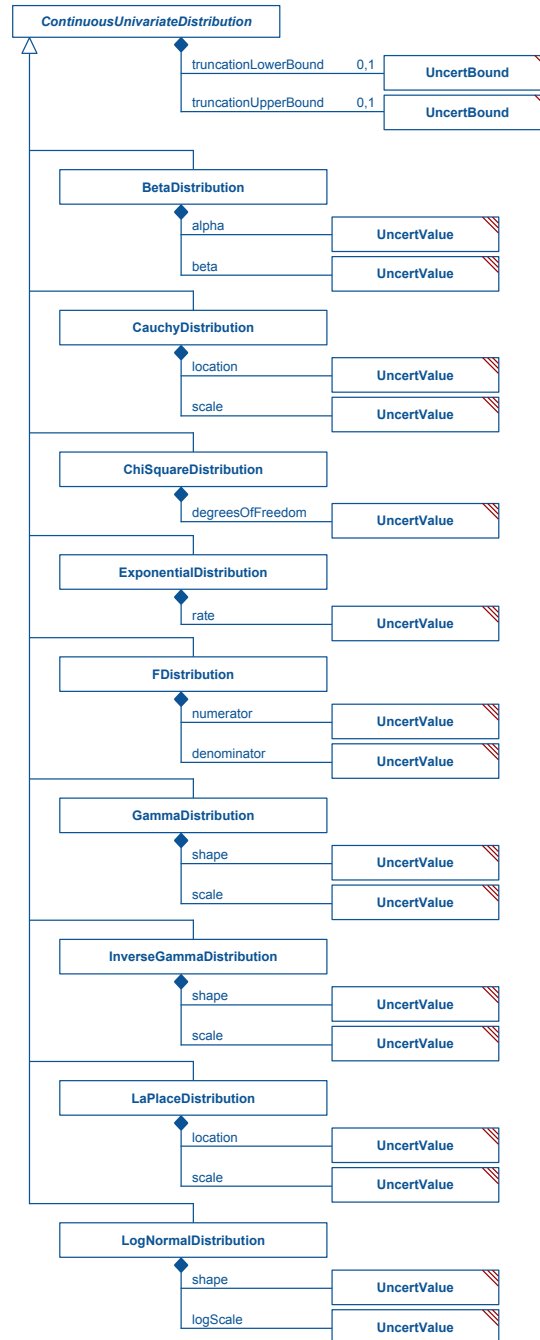 ContinuousUnivariateDistribution
truncationLowerBound 0,1 UncertBound
truncationUpperBound 0,1 UncertBound
BetaDistribution
alpha UncertValue
beta UncertValue
CauchyDistribution
location UncertValue
scale UncertValue
ChiSquareDistribution
degreesOfFreedom UncertValue
ExponentialDistribution
rate UncertValue
FDistribution
numerator UncertValue
denominator UncertValue
GammaDistribution
shape UncertValue
scale UncertValue
InverseGammaDistribution
shape UncertValue
scale UncertValue
LaPlaceDistribution
location UncertValue
scale UncertValue
LogNormalDistribution
shape UncertValue
logScale UncertValue